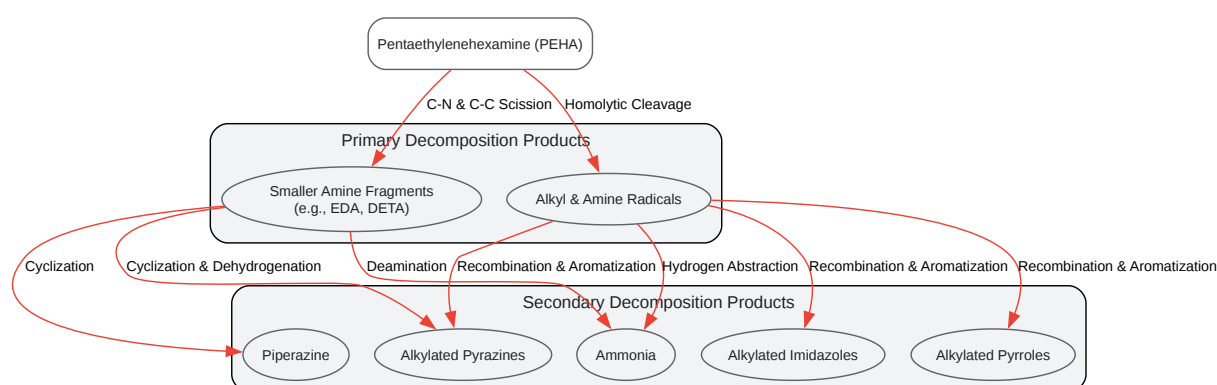 Pentaethylenehexamine (PEHA)
C-N & C-C Scission
Homolytic Cleavage
Primary Decomposition Products
Smaller Amine Fragments
(e.g., EDA, DETA)
Alkyl & Amine Radicals
Cyclization
Cyclization & Dehydrogenation
Deamination
Recombination & Aromatization
Hydrogen Abstraction
Recombination & Aromatization
Recombination & Aromatization
Secondary Decomposition Products
Piperazine
Alkylated Pyrazines
Ammonia
Alkylated Imidazoles
Alkylated Pyrroles